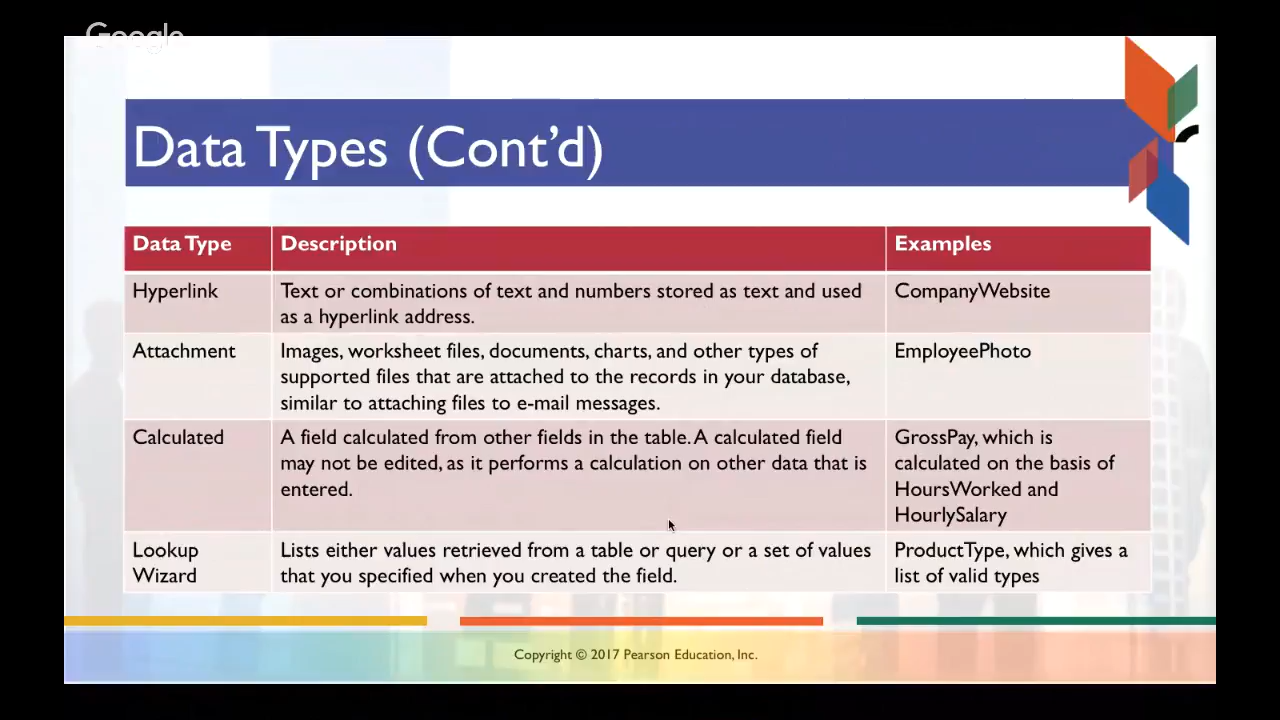 Google
Data Types (Cont’d)
Data Type Description Examples
Hyperlink Text or combinations of text and numbers stored as text and used CompanyWebsite
as a hyperlink address.
Attachment Images, worksheet files, documents, charts, and other types of EmployeePhoto
supported files that are attached to the records in your database,
similar to attaching files to e-mail messages.
Calculated A field calculated from other fields in the table. A calculated field GrossPay, which is
may not be edited, as it performs a calculation on other data that is calculated on the basis of
entered. HoursWorked and
HourlySalary
Lookup Lists either values retrieved from a table or query or a set of values ProductType, which gives a
Wizard that you specified when you created the field. list of valid types
Copyright © 2017 Pearson Education, Inc.